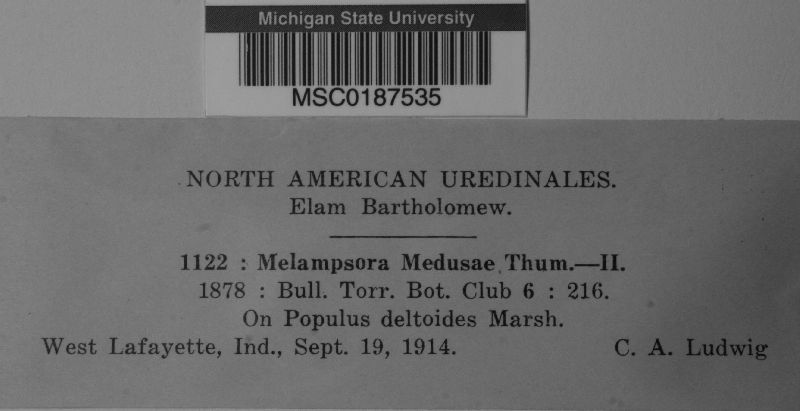 Michigan State University
MSC0187535
NORTH AMERICAN UREDINALES.
Elam Bartholomew.
1122 : Melampsora Medusae Thum.—II.
1878 : Bull. Torr. Bot. Club 6 : 216.
On Populus deltoides Marsh.
West Lafayette, Ind., Sept. 19, 1914. C. A. Ludwig